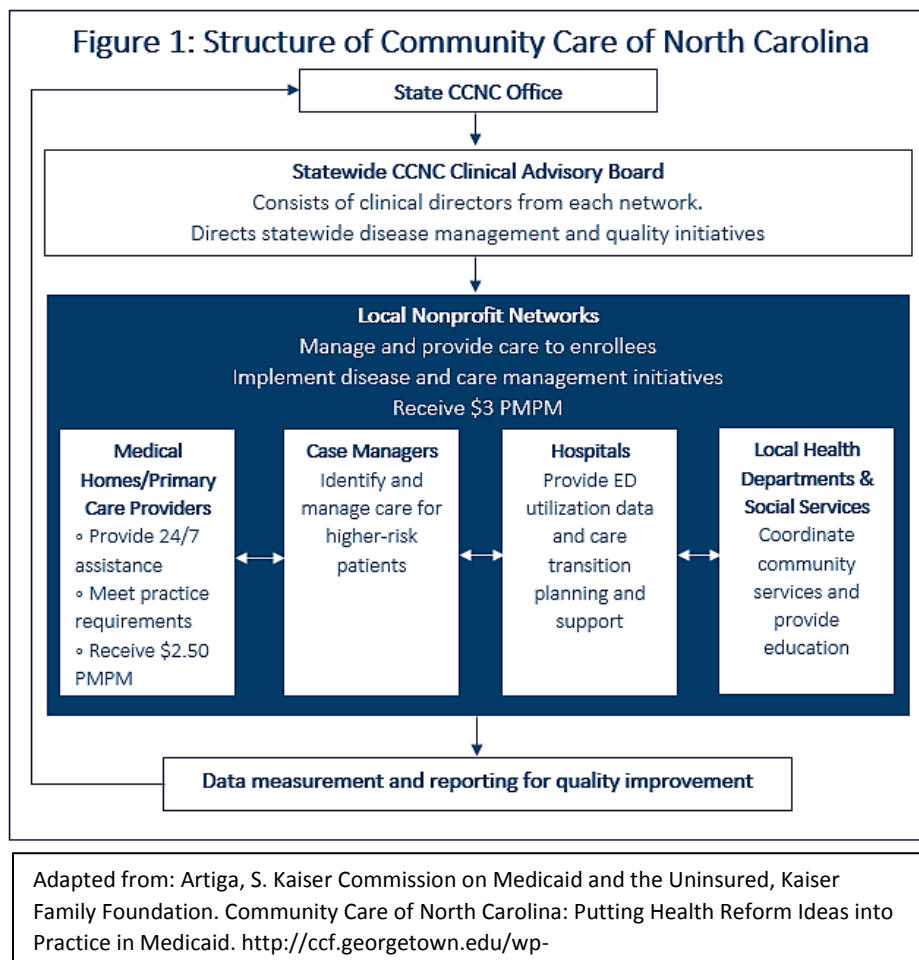 Figure 1: Structure of Community Care of North Carolina
State CCNC Office
Statewide CCNC Clinical Advisory Board
Consists of clinical directors from each network.
Directs statewide disease management and quality initiatives
Local Nonprofit Networks
Manage and provide care to enrollees
Implement disease and care management initiatives
Receive $3 PMPM
Medical
Homes/Primary
Care Providers
∘ Provide 24/7
assistance
∘ Meet practice
requirements
∘ Receive $2.50
PMPM
Case Managers
Identify and
manage care for
higher-risk
patients
Hospitals
Provide ED
utilization data
and care
transition
planning and
support
Local Health
Departments &
Social Services
Coordinate
community
services and
provide
education
Data measurement and reporting for quality improvement
Adapted from: Artiga, S. Kaiser Commission on Medicaid and the Uninsured, Kaiser
Family Foundation. Community Care of North Carolina: Putting Health Reform Ideas into
Practice in Medicaid. http://ccf.georgetown.edu/wp-